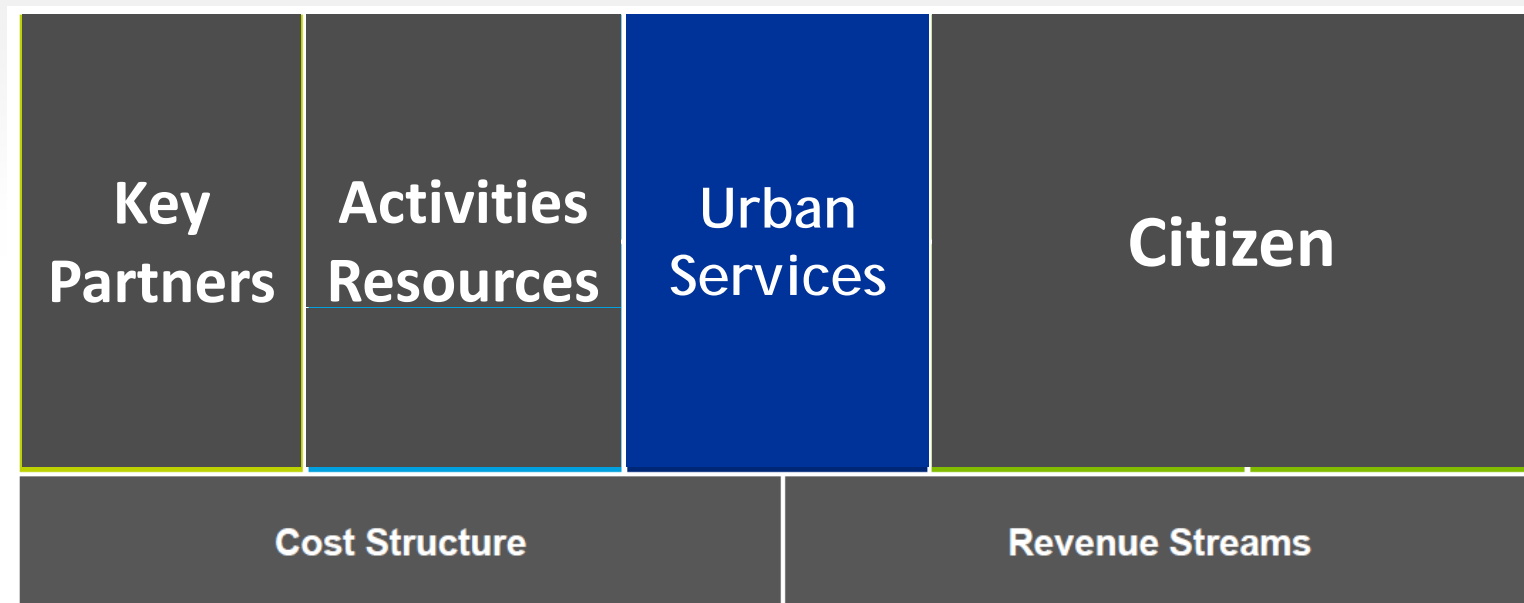 Key
Partners
Activities
Resources
Urban
Services
Citizen
Cost Structure
Revenue Streams